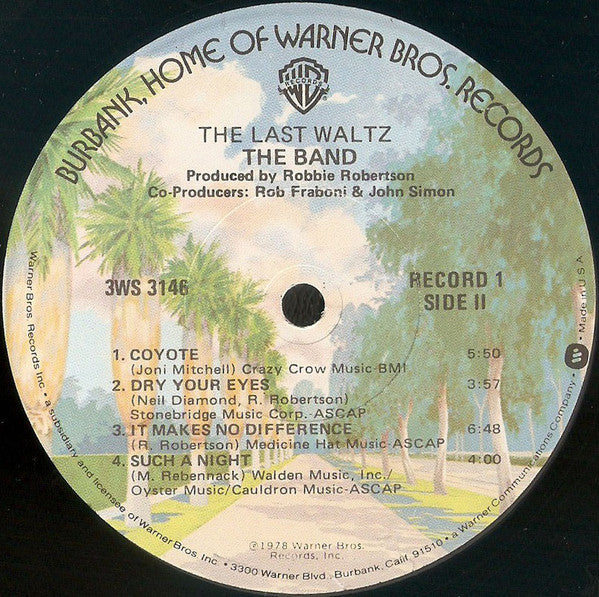 BURBANK, HOME OF WARNER BROS. RECORDS
WB
RECORDS
®
THE LAST WALTZ
THE BAND
Produced by Robbie Robertson
Co-Producers: Rob Fraboni & John Simon
3WS 3146
RECORD 1
SIDE II
1. COYOTE 5:50
(Joni Mitchell) Crazy Crow Music-BMI
2. DRY YOUR EYES 3:57
(Neil Diamond, R. Robertson)
Stonebridge Music Corp.-ASCAP
3. IT MAKES NO DIFFERENCE 6:48
(R. Robertson) Medicine Hat Music-ASCAP
4. SUCH A NIGHT 4:00
(M. Rebennack) Walden Music, Inc./
Oyster Music/Cauldron Music-ASCAP
℗1978 Warner Bros.
Records, Inc.
Warner Bros. Records Inc. • a subsidiary and licensee of Warner Bros. Inc. • 3300 Warner Blvd., Burbank, Calif. 91510 • a Warner Communications Company. • Made in U.S.A.